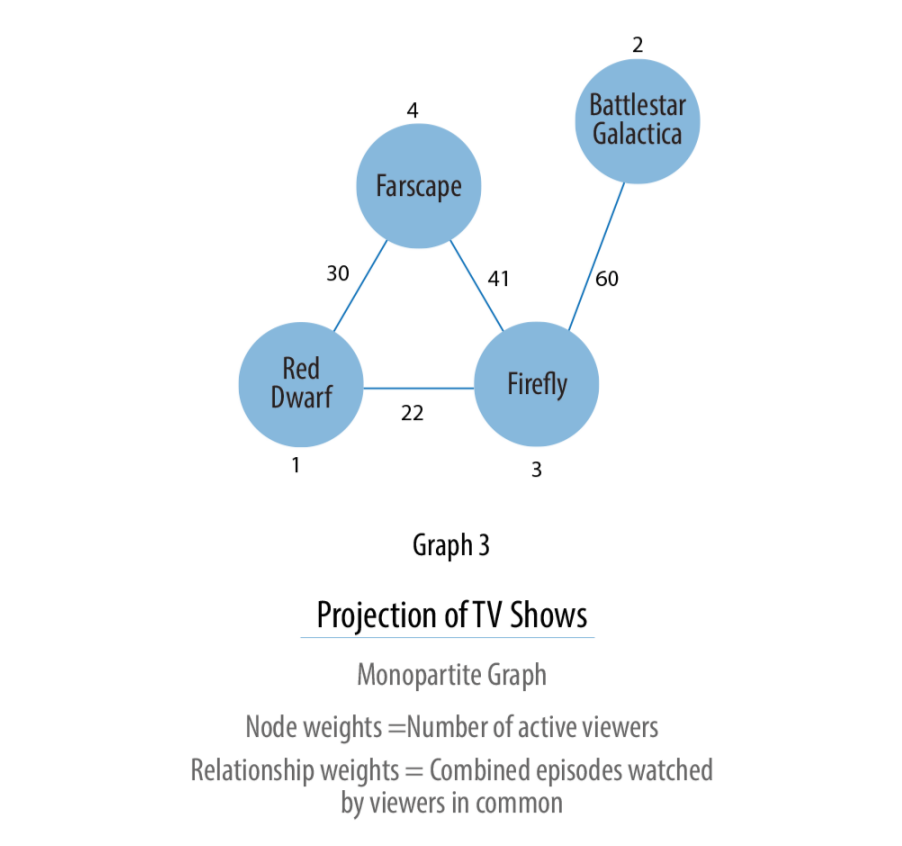 2
Battlestar
Galactica
4
Farscape
30
41
60
Red
Dwarf
Firefly
22
1
3
Graph 3
Projection of TV Shows
Monopartite Graph
Node weights =Number of active viewers
Relationship weights = Combined episodes watched
by viewers in common